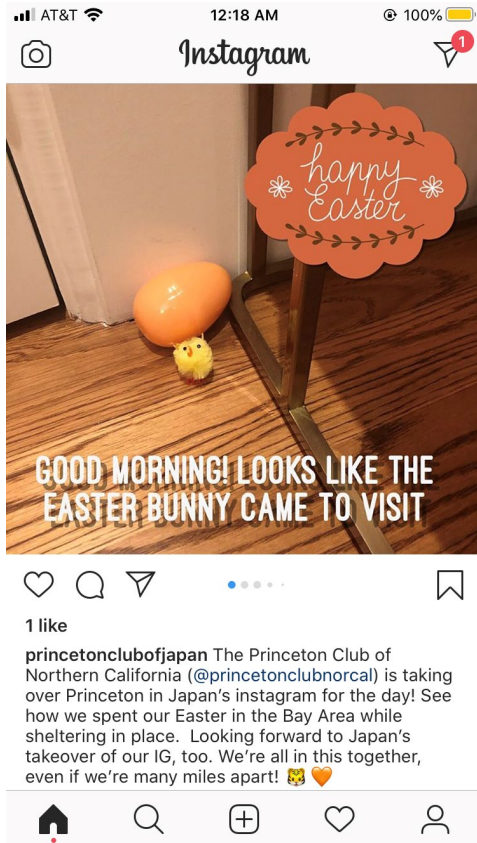 AT&T 12:18 AM 100%
Instagram
1
happy
Easter
GOOD MORNING! LOOKS LIKE THE
EASTER BUNNY CAME TO VISIT
1 like
princetonclubofjapan The Princeton Club of
Northern California (@princetonclubnorcal) is taking
over Princeton in Japan's instagram for the day! See
how we spent our Easter in the Bay Area while
sheltering in place.  Looking forward to Japan's
takeover of our IG, too. We're all in this together,
even if we're many miles apart! 🐯🧡